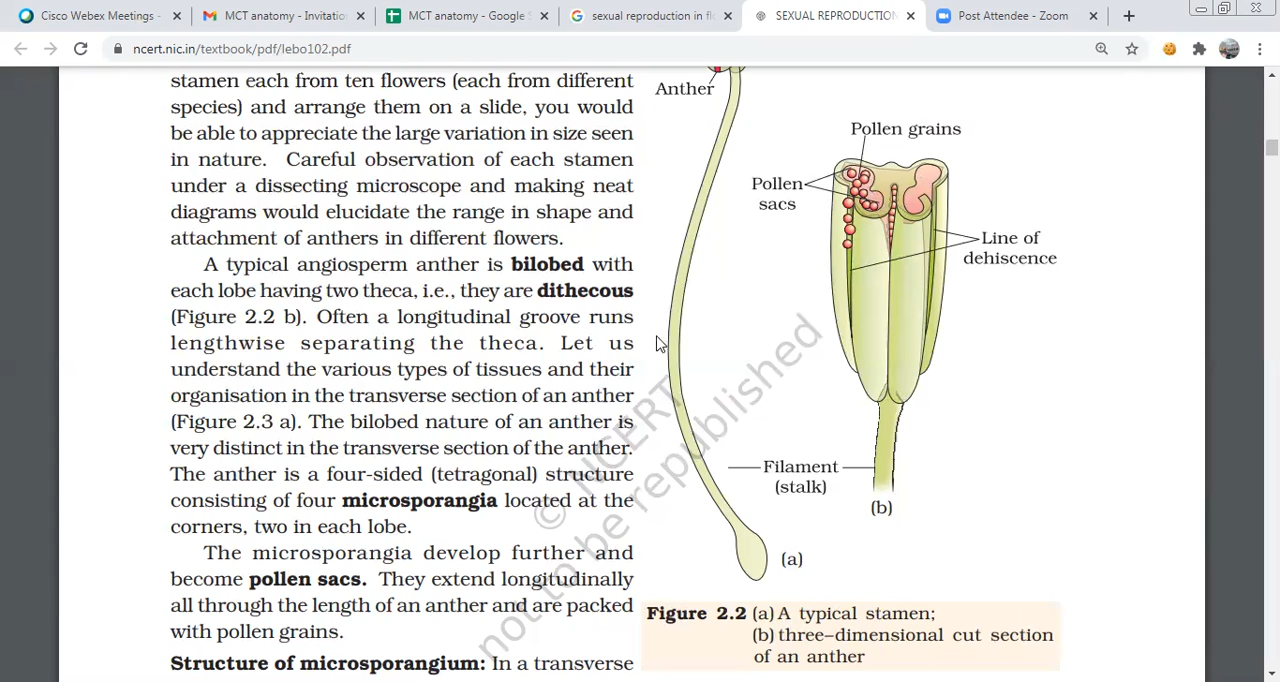 Cisco Webex Meetings -
MCT anatomy - Invitatio
MCT anatomy - Google S
sexual reproduction in fl
SEXUAL REPRODUCTION
Post Attendee - Zoom
ncert.nic.in/textbook/pdf/lebo102.pdf
stamen each from ten flowers (each from different
species) and arrange them on a slide, you would
be able to appreciate the large variation in size seen
in nature. Careful observation of each stamen
under a dissecting microscope and making neat
diagrams would elucidate the range in shape and
attachment of anthers in different flowers.
A typical angiosperm anther is bilobed with
each lobe having two theca, i.e., they are dithecous
(Figure 2.2 b). Often a longitudinal groove runs
lengthwise separating the theca. Let us
understand the various types of tissues and their
organisation in the transverse section of an anther
(Figure 2.3 a). The bilobed nature of an anther is
very distinct in the transverse section of the anther.
The anther is a four-sided (tetragonal) structure
consisting of four microsporangia located at the
corners, two in each lobe.
The microsporangia develop further and
become pollen sacs. They extend longitudinally
all through the length of an anther and are packed
with pollen grains.
Structure of microsporangium: In a transverse
Anther
Pollen grains
Pollen
sacs
Line of
dehiscence
Filament
(stalk)
(b)
(a)
© NCERT
not to be republished
Figure 2.2 (a) A typical stamen;
(b) three–dimensional cut section
of an anther